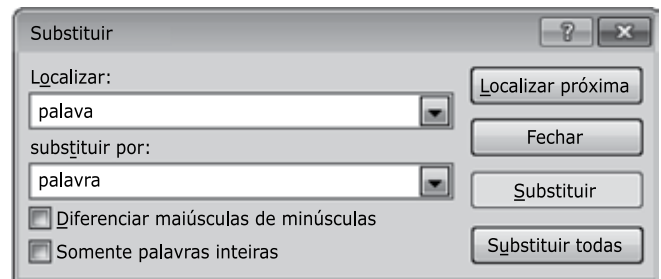 Substituir
Localizar:
palava
substituir por:
palavra
Diferenciar maiúsculas de minúsculas
Somente palavras inteiras
?
Localizar próxima
Fechar
Substituir
Substituir todas